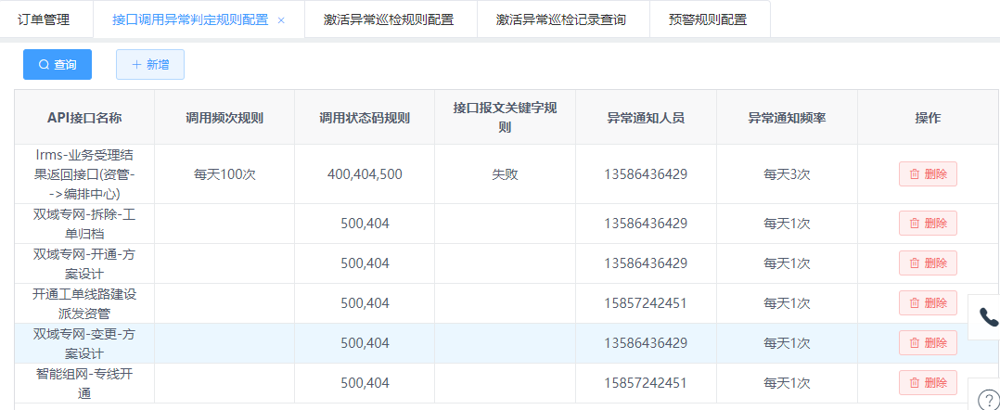 订单管理
接口调用异常判定规则配置 ×
激活异常巡检规则配置
激活异常巡检记录查询
预警规则配置
查询
+ 新增
API接口名称
调用频次规则
调用状态码规则
接口报文关键字规
则
异常通知人员
异常通知频率
操作
lrms-业务受理结
果返回接口(资管-
->编排中心)
每天100次
400,404,500
失败
13586436429
每天3次
删除
双域专网-拆除-工
单归档
500,404
13586436429
每天1次
删除
双域专网-开通-方
案设计
500,404
13586436429
每天1次
删除
开通工单线路建设
派发资管
500,404
15857242451
每天1次
删除
双域专网-变更-方
案设计
500,404
13586436429
每天1次
删除
智能组网-专线开
通
500,404
15857242451
每天1次
删除